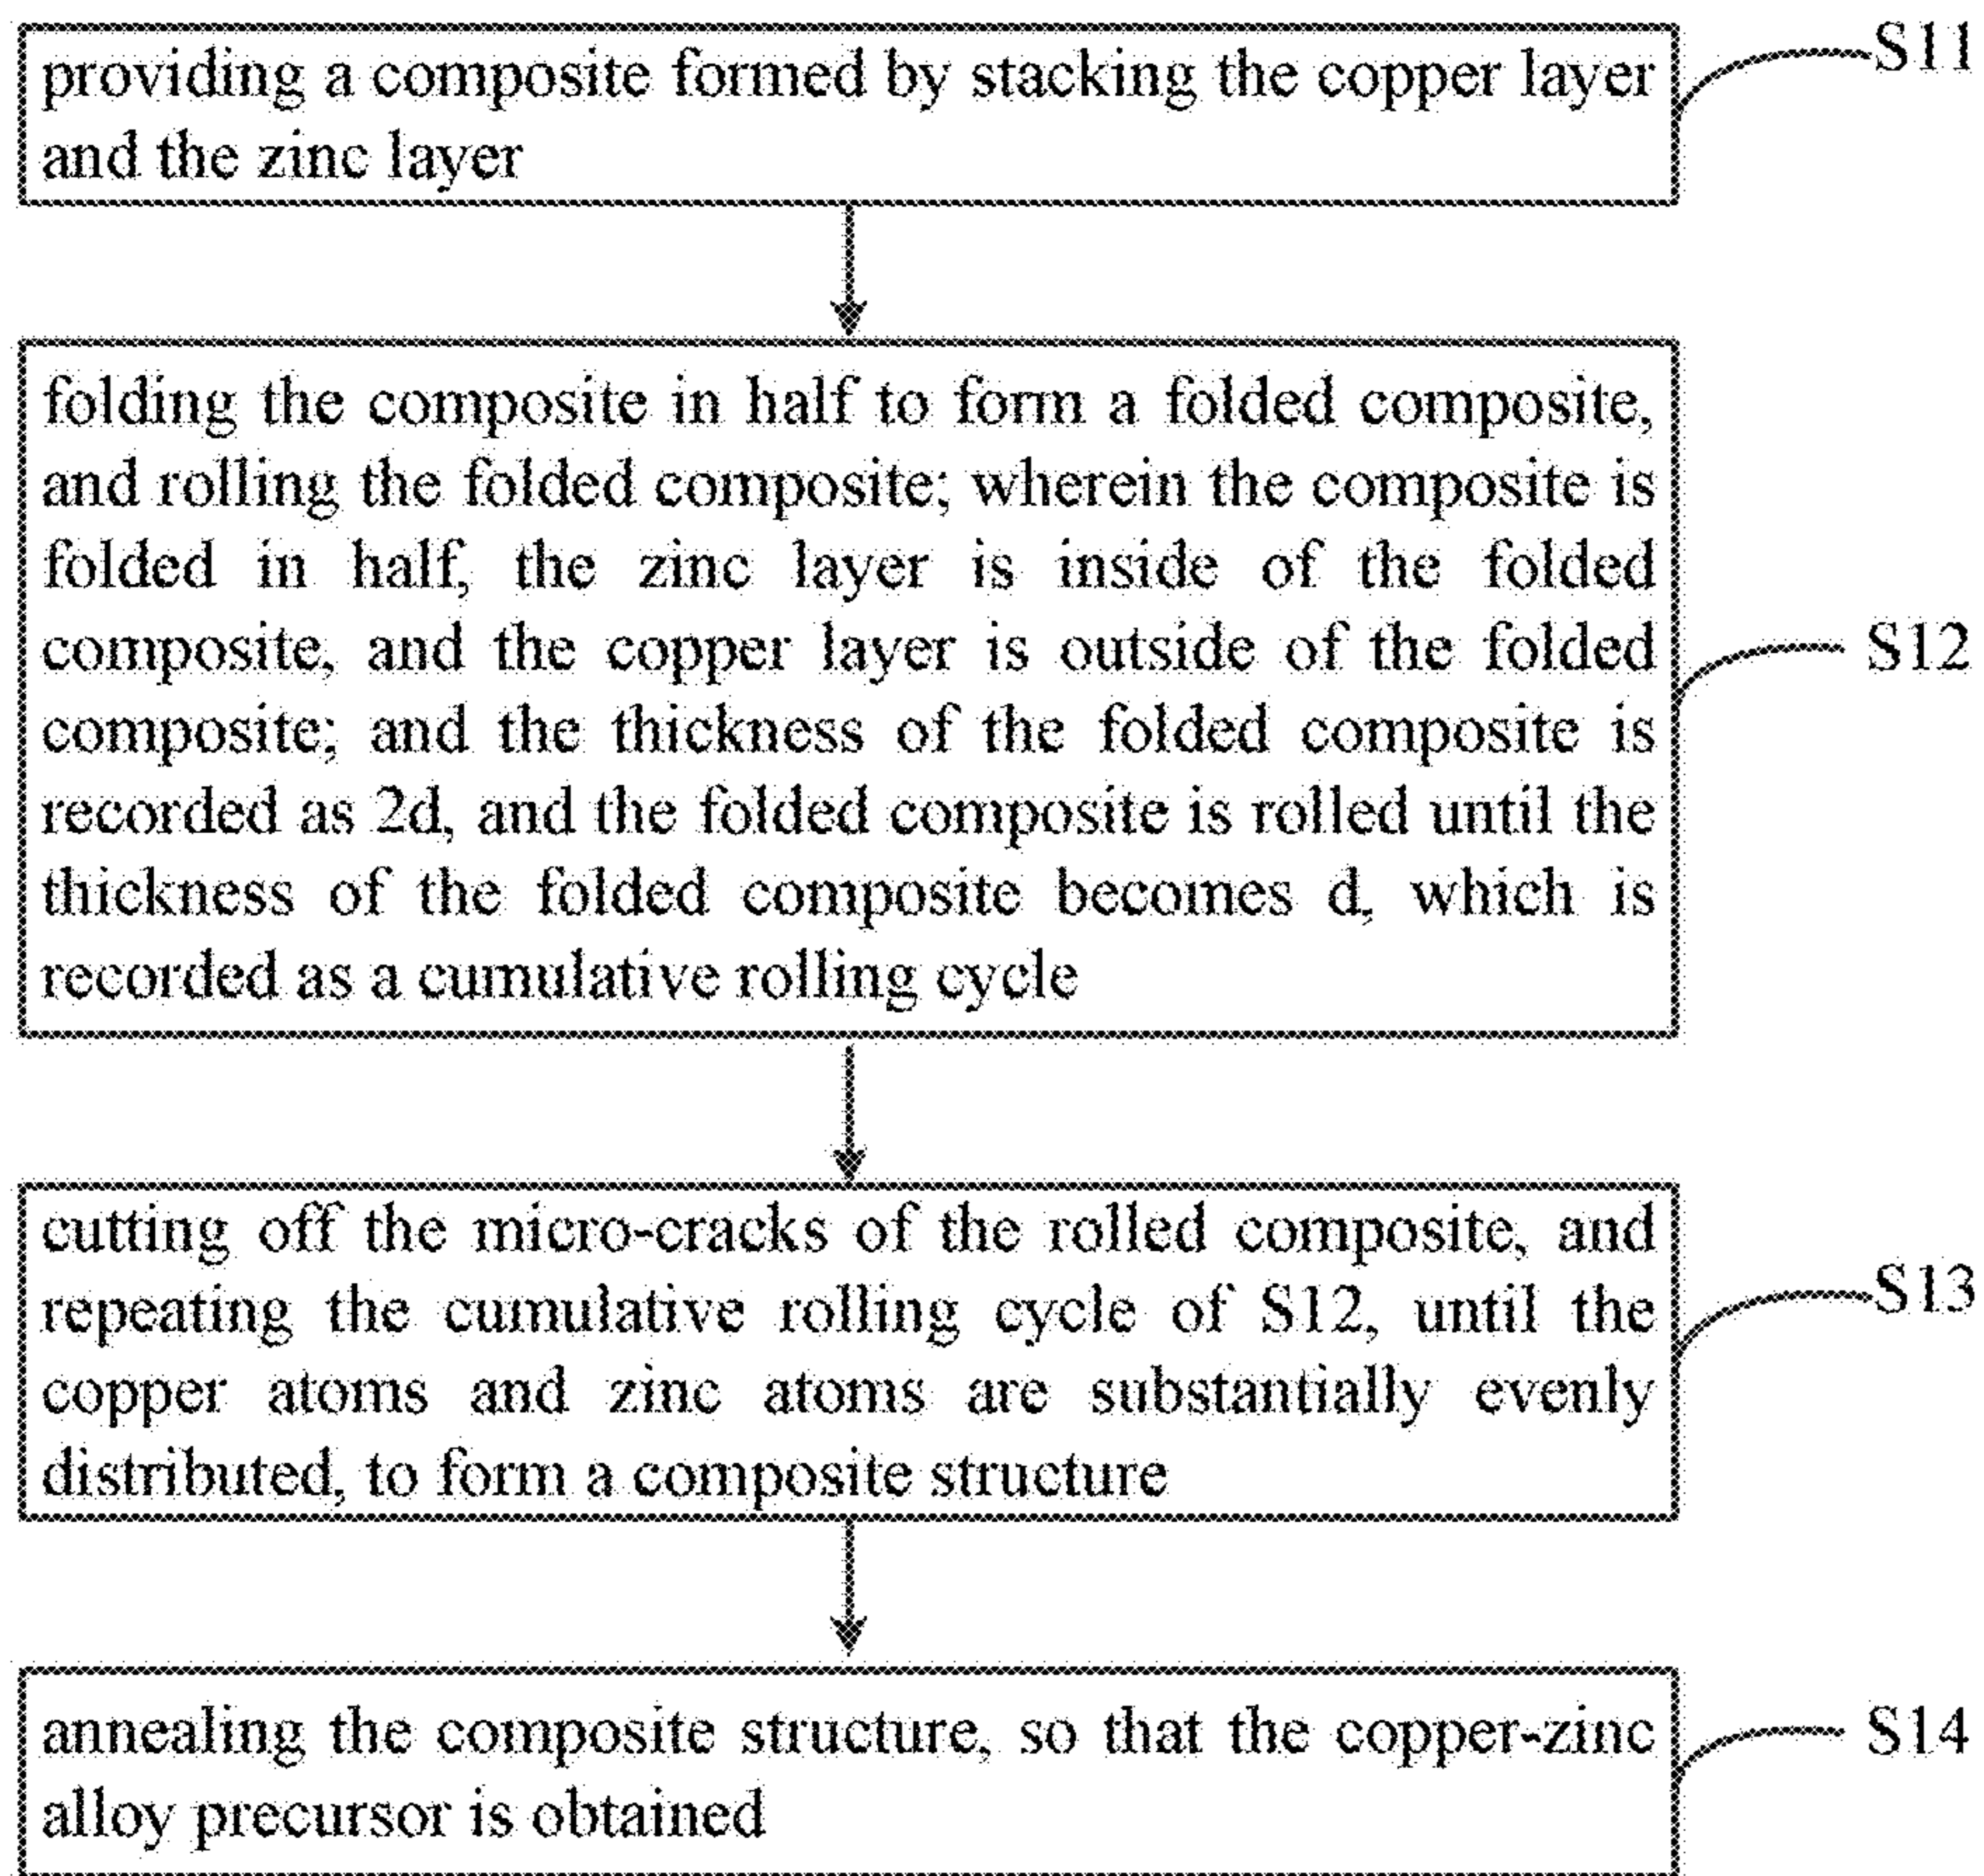 providing a composite formed by stacking the copper layer
and the zinc layer
S11
folding the composite in half to form a folded composite,
and rolling the folded composite; wherein the composite is
folded in half, the zinc layer is inside of the folded
composite, and the copper layer is outside of the folded
composite; and the thickness of the folded composite is
recorded as 2d, and the folded composite is rolled until the
thickness of the folded composite becomes d, which is
recorded as a cumulative rolling cycle
S12
cutting off the micro-cracks of the rolled composite, and
repeating the cumulative rolling cycle of S12, until the
copper atoms and zinc atoms are substantially evenly
distributed, to form a composite structure
S13
annealing the composite structure, so that the copper-zinc
alloy precursor is obtained
S14